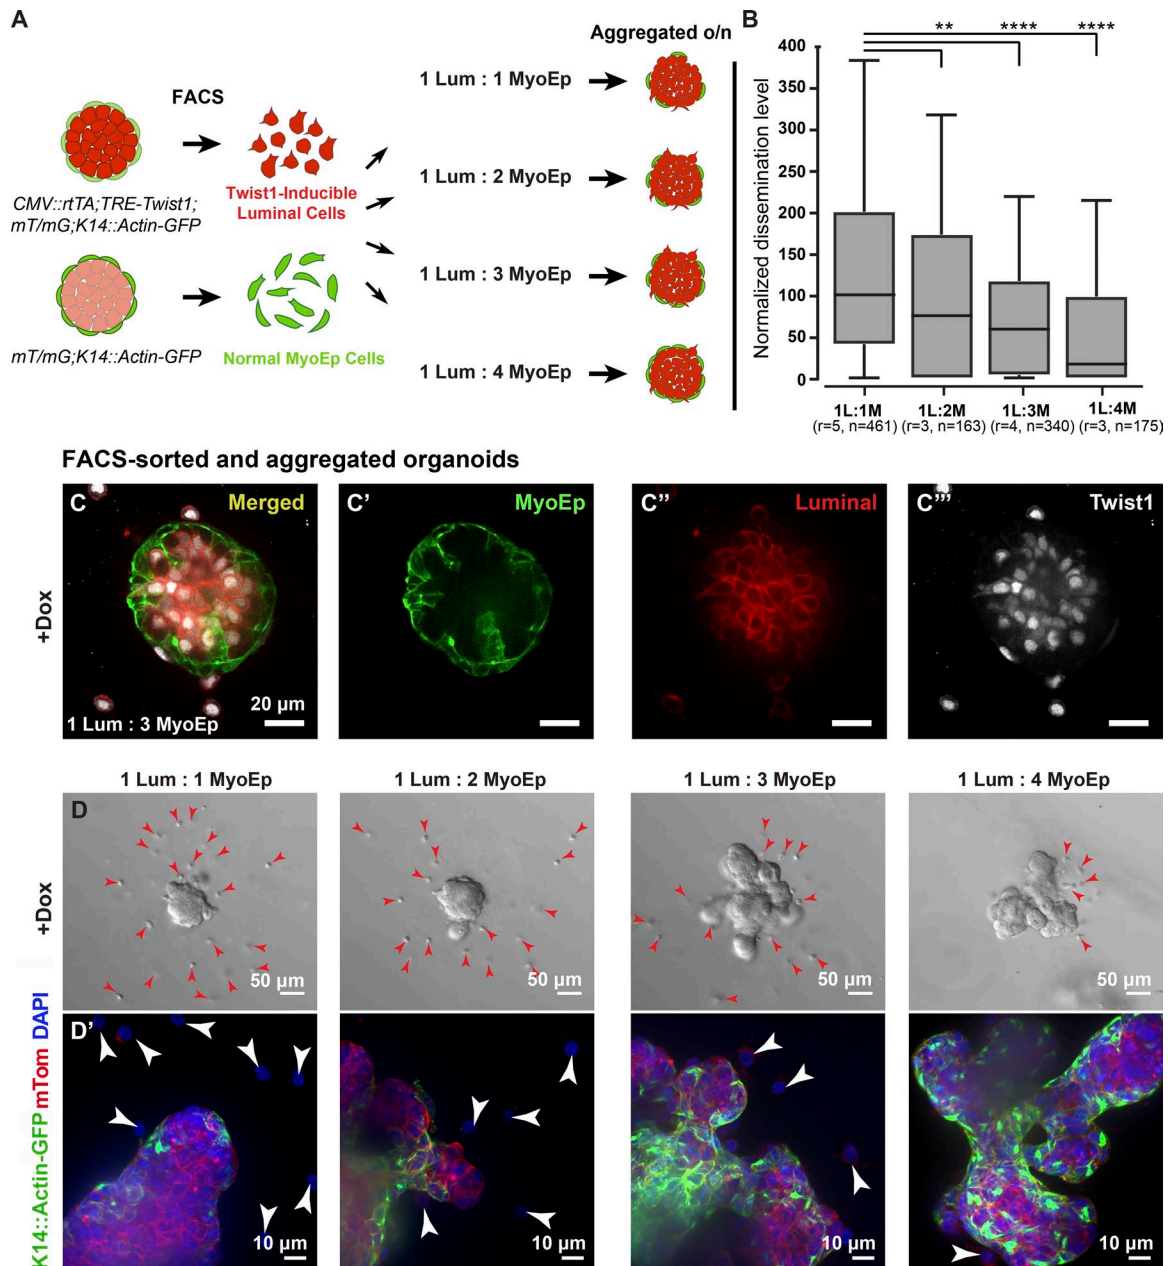 A
FACS
CMV::rtTA;TRE-Twist1;
mT/mG;K14::Actin-GFP
Twist1-Inducible
Luminal Cells
mT/mG;K14::Actin-GFP
Normal MyoEp Cells
Aggregated o/n
1 Lum : 1 MyoEp
1 Lum : 2 MyoEp
1 Lum : 3 MyoEp
1 Lum : 4 MyoEp
B
** **** ****
Normalized dissemination level
400
350
300
250
200
150
100
50
0
1L:1M 1L:2M 1L:3M 1L:4M
(r=5, n=461) (r=3, n=163) (r=4, n=340) (r=3, n=175)
FACS-sorted and aggregated organoids
+Dox
C Merged
20 µm
1 Lum : 3 MyoEp
C' MyoEp
C'' Luminal
C''' Twist1
1 Lum : 1 MyoEp 1 Lum : 2 MyoEp 1 Lum : 3 MyoEp 1 Lum : 4 MyoEp
+Dox
D
50 µm 50 µm 50 µm 50 µm
K14::Actin-GFP mTom DAPI
D'
10 µm 10 µm 10 µm 10 µm